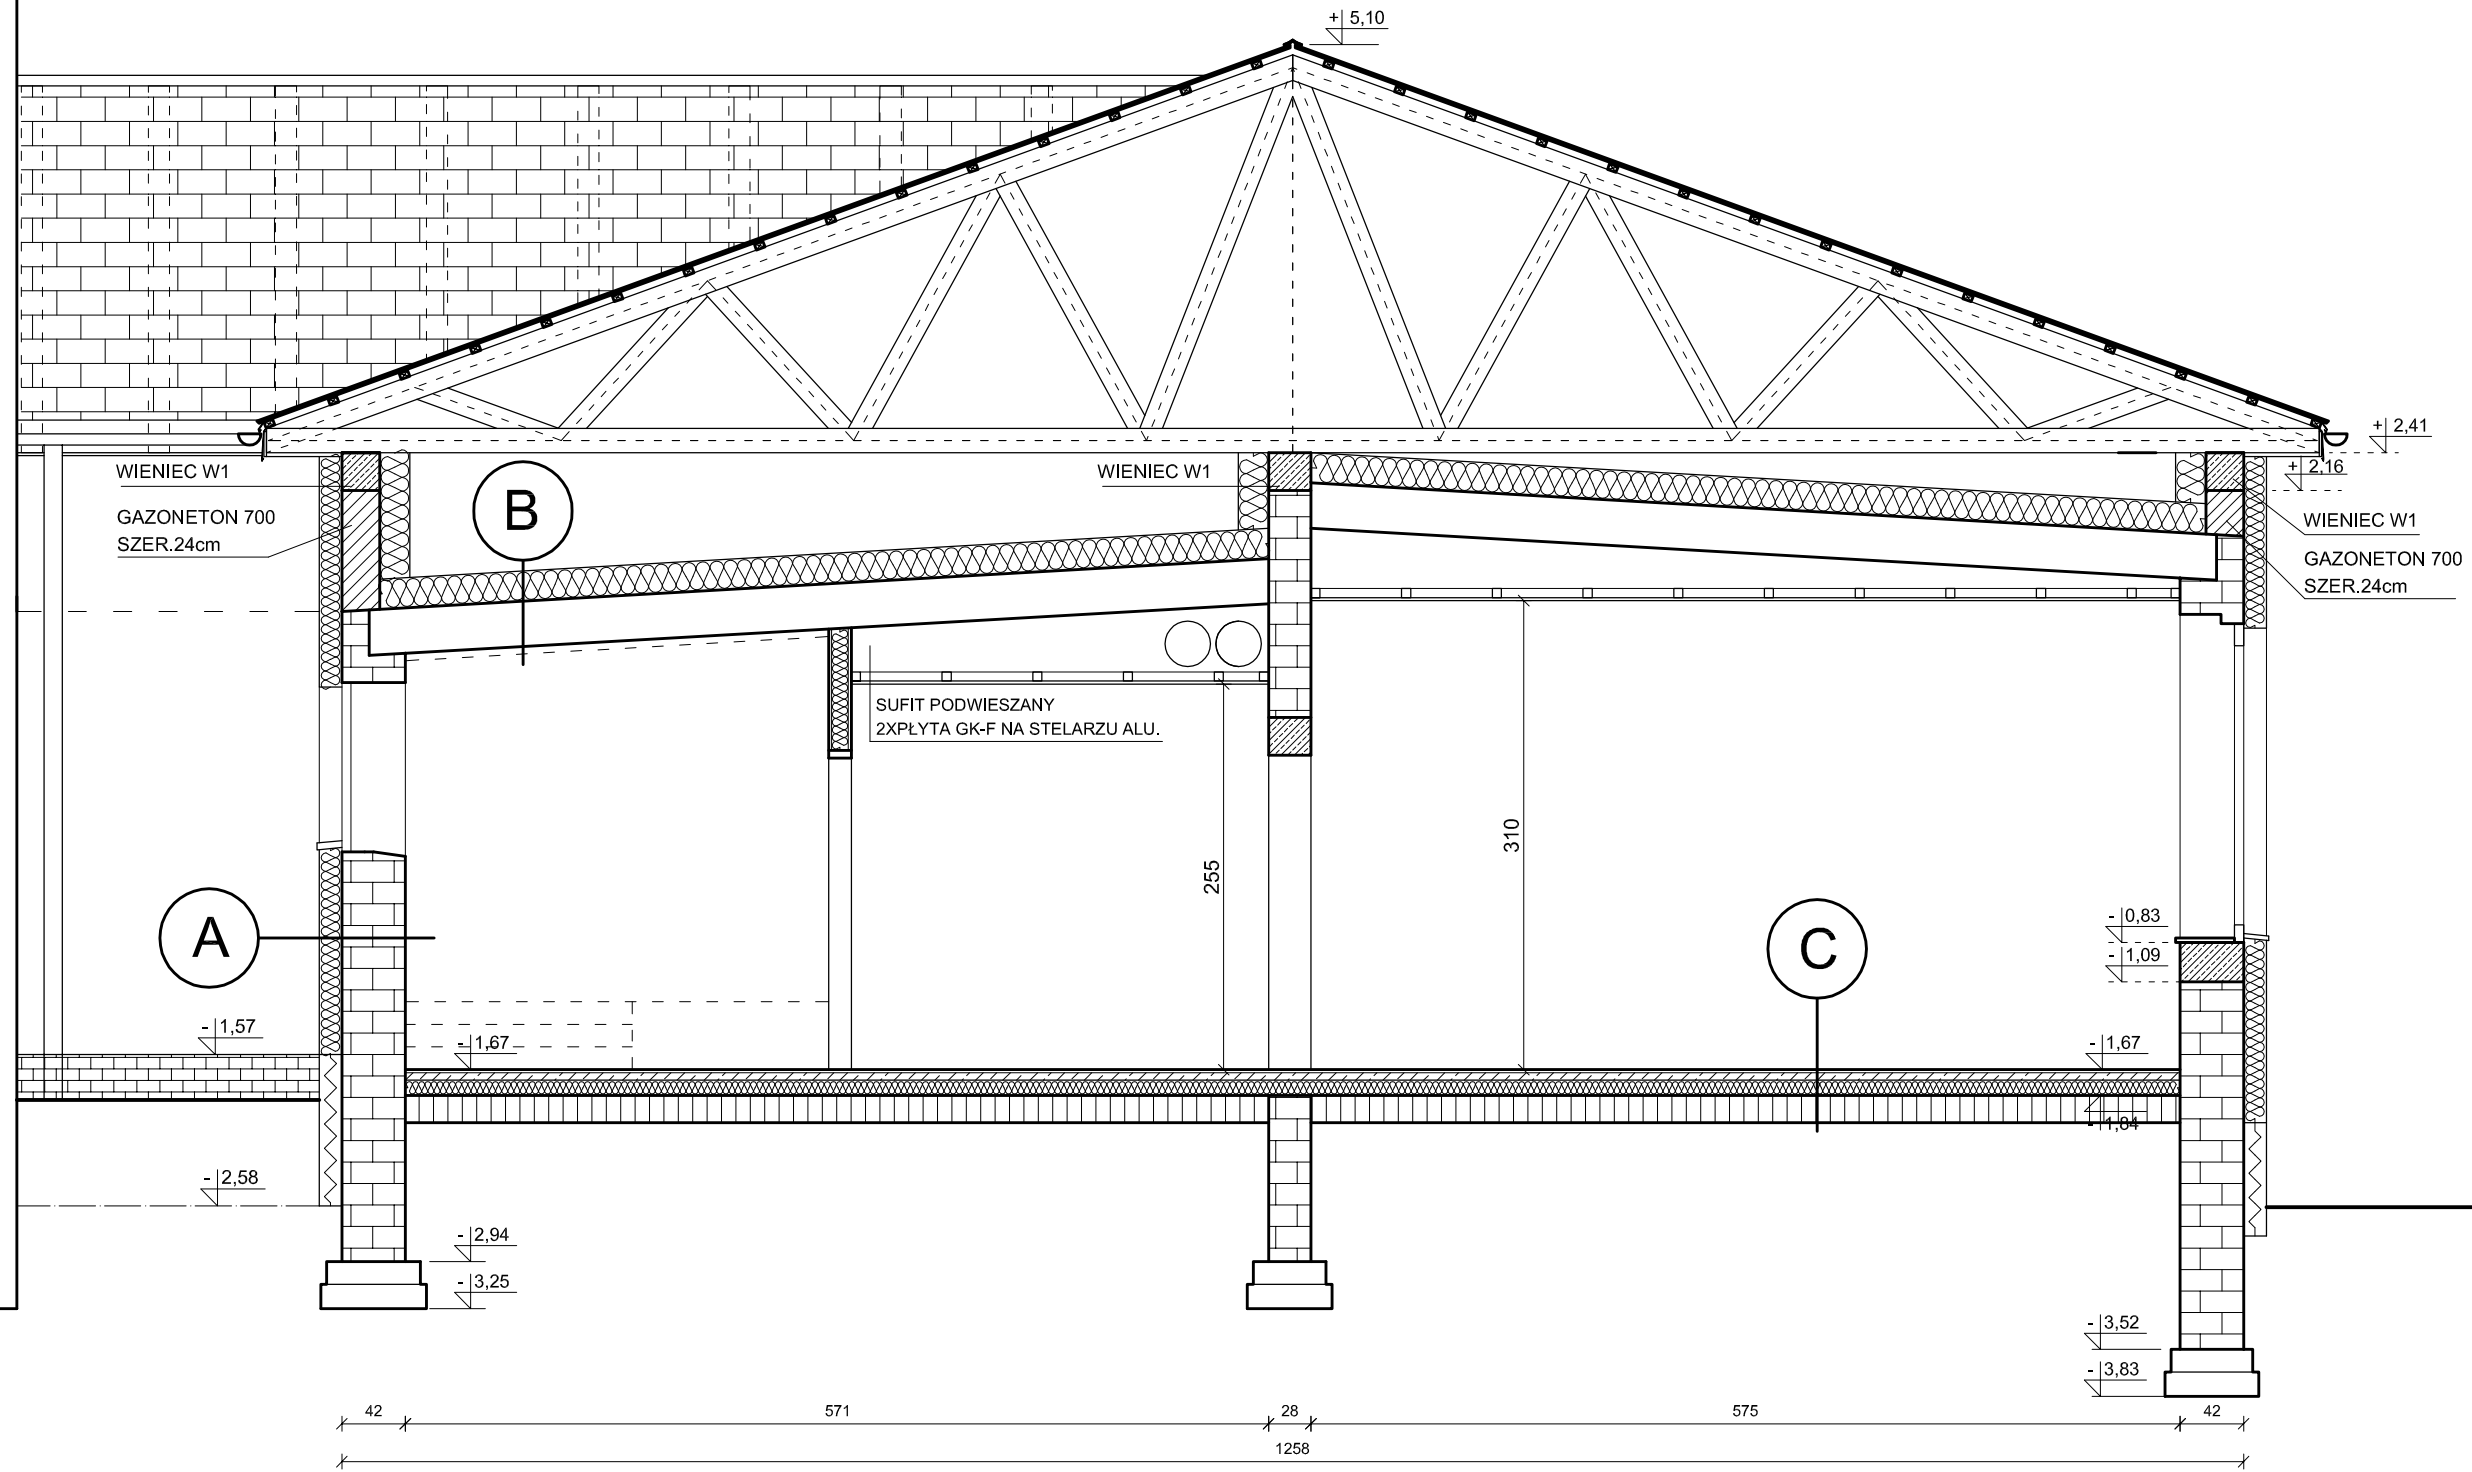 + 5,10
+ 2,41
+ 2,16
WIENIEC W1
WIENIEC W1
GAZONETON 700
SZER.24cm
B
WIENIEC W1
GAZONETON 700
SZER.24cm
SUFIT PODWIESZANY
2XPŁYTA GK-F NA STELARZU ALU.
255
310
A
C
- 0,83
- 1,09
- 1,57
- 1,67
- 1,67
- 1,84
- 2,58
- 2,94
- 3,25
- 3,52
- 3,83
42 571 28 575 42
1258